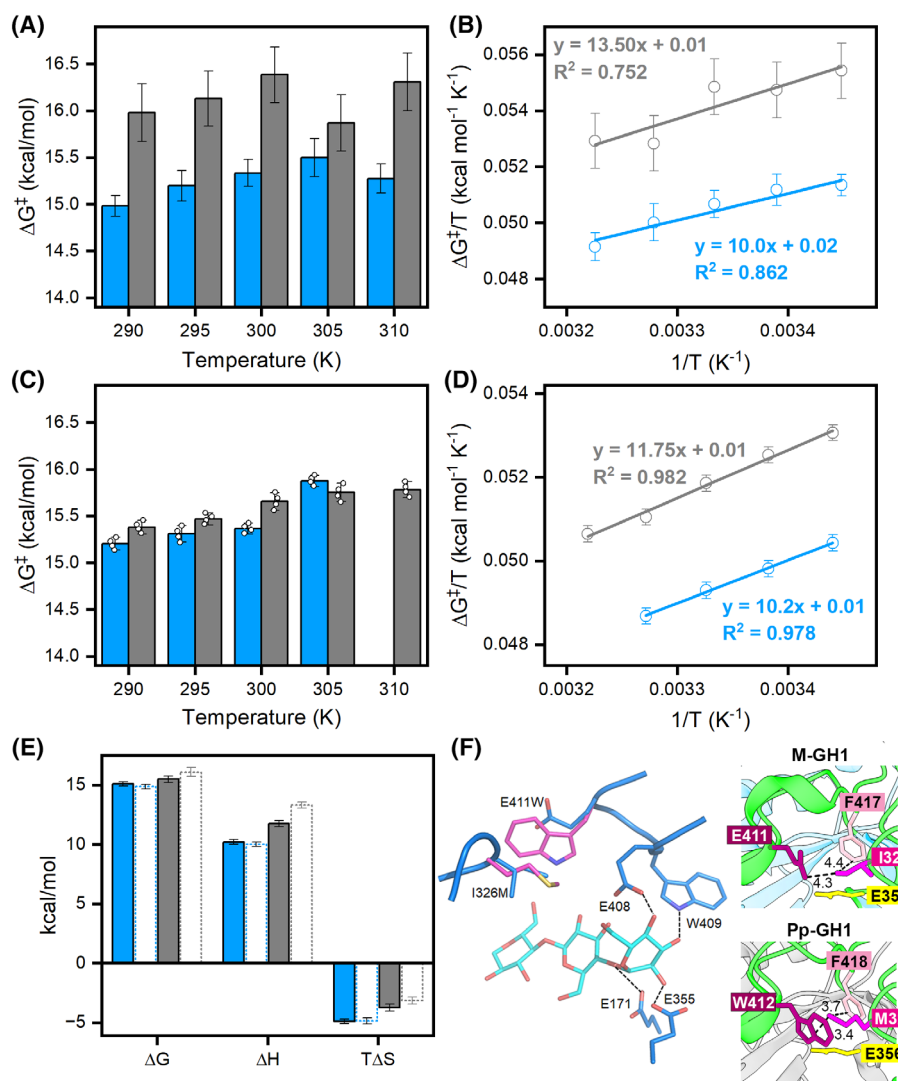 (A)
16.5
16.0
15.5
15.0
14.5
14.0
ΔG‡ (kcal/mol)
290 295 300 305 310
Temperature (K)
(B)
0.056
0.054
0.052
0.050
0.048
ΔG‡/T (kcal mol⁻¹ K⁻¹)
y = 13.50x + 0.01
R² = 0.752
y = 10.0x + 0.02
R² = 0.862
0.0032 0.0033 0.0034
1/T (K⁻¹)
(C)
16.5
16.0
15.5
15.0
14.5
14.0
ΔG‡ (kcal/mol)
290 295 300 305 310
Temperature (K)
(D)
0.054
0.052
0.050
0.048
ΔG‡/T (kcal mol⁻¹ K⁻¹)
y = 11.75x + 0.01
R² = 0.982
y = 10.2x + 0.01
R² = 0.978
0.0032 0.0033 0.0034
1/T (K⁻¹)
(E)
15
10
5
0
−5
kcal/mol
ΔG ΔH TΔS
(F)
E411W
I326M
E408
W409
E171
E355
M-GH1
F417
E411
I32
4.4
4.3
E35
Pp-GH1
F418
W412
3.7
M3
3.4
E356